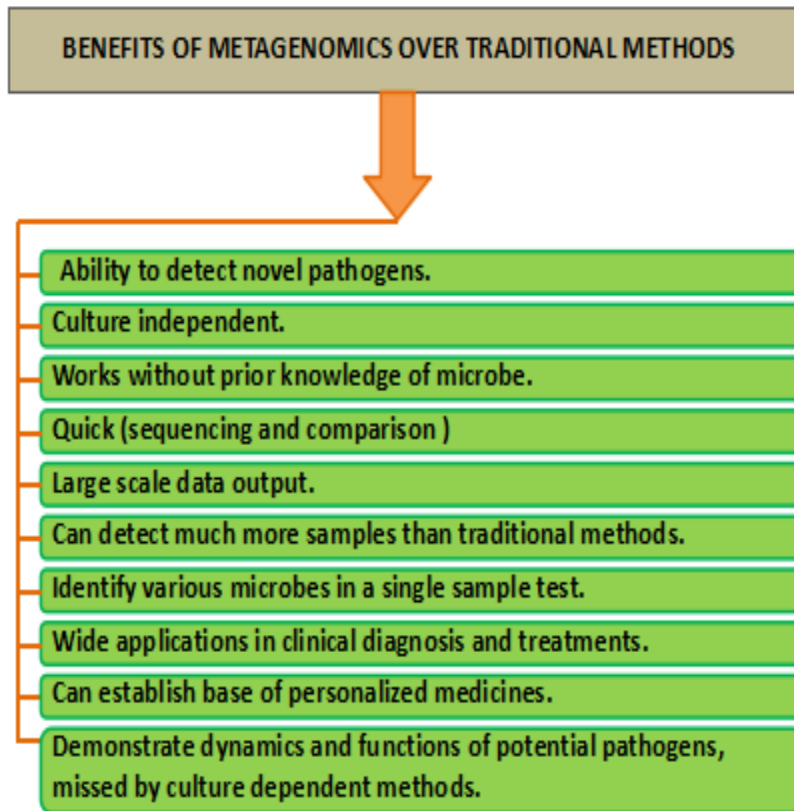 BENEFITS OF METAGENOMICS OVER TRADITIONAL METHODS
Ability to detect novel pathogens.
Culture independent.
Works without prior knowledge of microbe.
Quick (sequencing and comparison )
Large scale data output.
Can detect much more samples than traditional methods.
Identify various microbes in a single sample test.
Wide applications in clinical diagnosis and treatments.
Can establish base of personalized medicines.
Demonstrate dynamics and functions of potential pathogens,
missed by culture dependent methods.